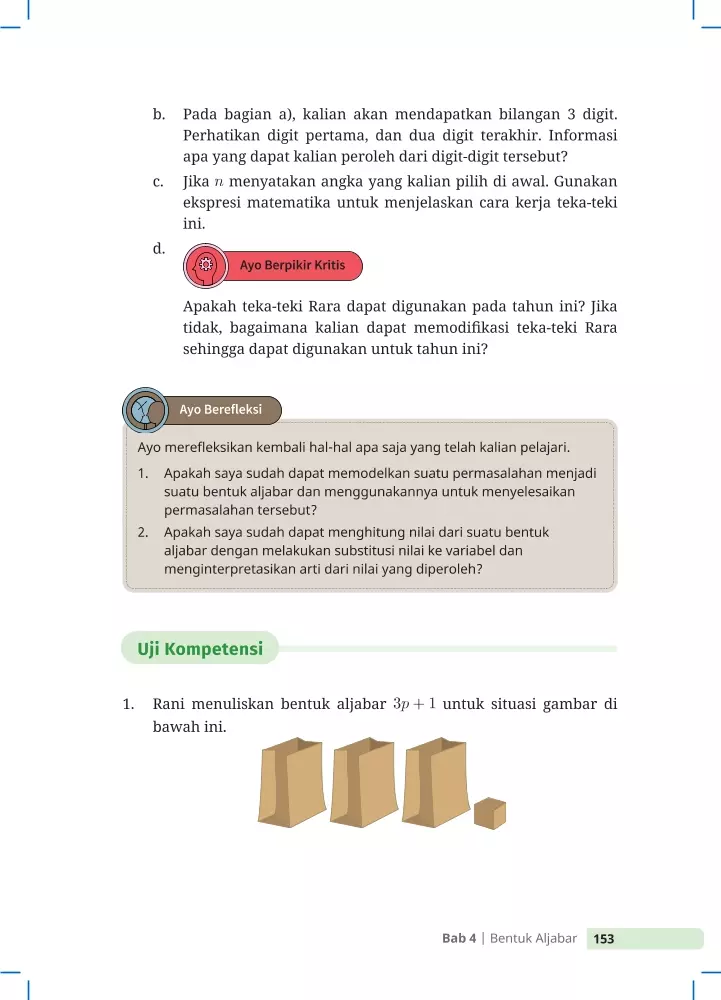 b. Pada bagian a), kalian akan mendapatkan bilangan 3 digit.
Perhatikan digit pertama, dan dua digit terakhir. Informasi
apa yang dapat kalian peroleh dari digit-digit tersebut?
c. Jika n menyatakan angka yang kalian pilih di awal. Gunakan
ekspresi matematika untuk menjelaskan cara kerja teka-teki
ini.
d.
Ayo Berpikir Kritis
Apakah teka-teki Rara dapat digunakan pada tahun ini? Jika
tidak, bagaimana kalian dapat memodifikasi teka-teki Rara
sehingga dapat digunakan untuk tahun ini?
Ayo Berefleksi
Ayo merefleksikan kembali hal-hal apa saja yang telah kalian pelajari.
1. Apakah saya sudah dapat memodelkan suatu permasalahan menjadi
suatu bentuk aljabar dan menggunakannya untuk menyelesaikan
permasalahan tersebut?
2. Apakah saya sudah dapat menghitung nilai dari suatu bentuk
aljabar dengan melakukan substitusi nilai ke variabel dan
menginterpretasikan arti dari nilai yang diperoleh?
Uji Kompetensi
1. Rani menuliskan bentuk aljabar 3p + 1 untuk situasi gambar di
bawah ini.
Bab 4 | Bentuk Aljabar 153